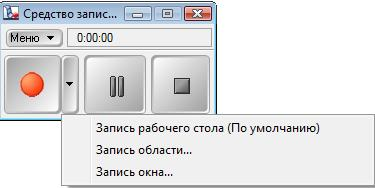 Средство запис...
Меню
0:00:00
Запись рабочего стола (По умолчанию)
Запись области...
Запись окна...